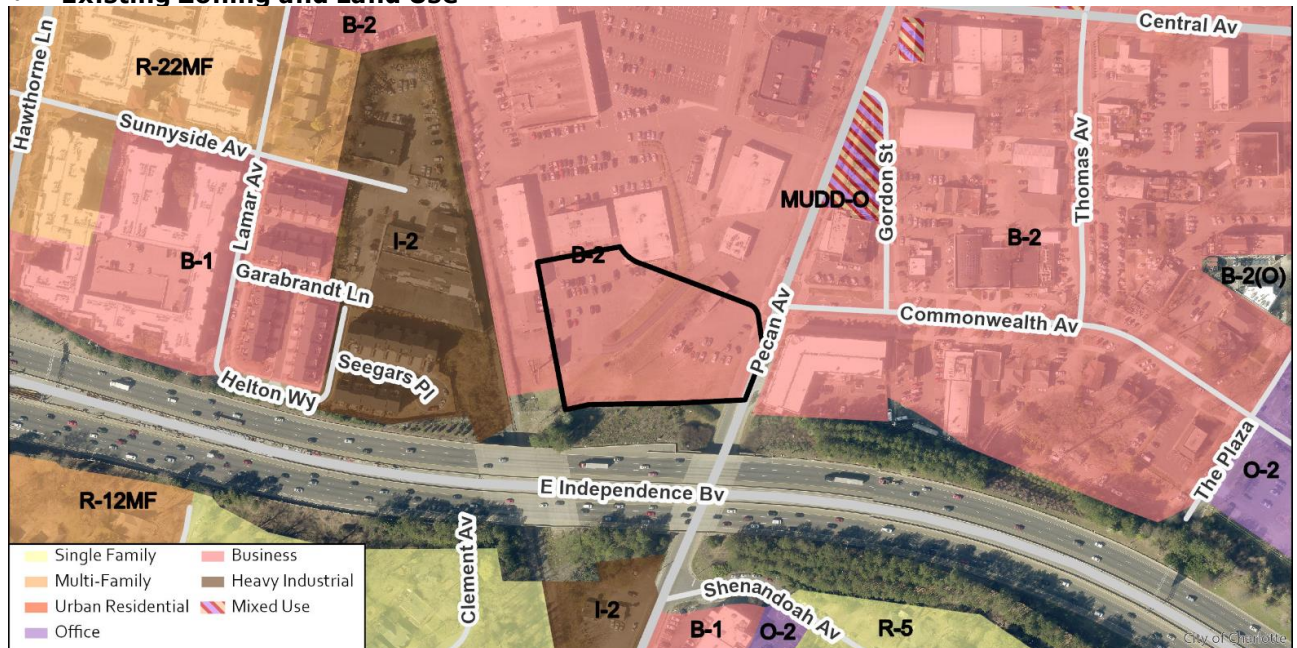 Existing Zoning and Land Use
Central Av
B-2
Hawthorne Ln
R-22MF
Sunnyside Av
Lamar Av
Gordon St
Thomas Av
MUDD-O
I-2
B-2
B-2
B-1
Garabrandt Ln
B-2(O)
Pecan Av
Commonwealth Av
Seegars Pl
Helton Wy
The Plaza
O-2
E Independence Bv
R-12MF
Clement Av
Shenandoah Av
I-2
B-1
O-2
R-5
Single Family
Business
Multi-Family
Heavy Industrial
Urban Residential
Mixed Use
Office
City of Charlotte